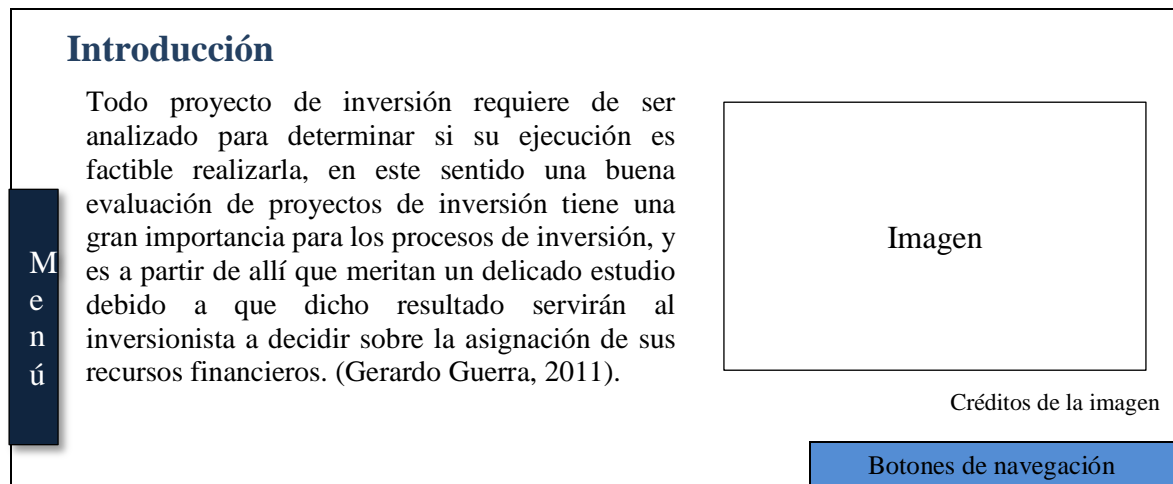 Introducción
Todo proyecto de inversión requiere de ser
analizado para determinar si su ejecución es
factible realizarla, en este sentido una buena
evaluación de proyectos de inversión tiene una
gran importancia para los procesos de inversión, y
es a partir de allí que meritan un delicado estudio
debido a que dicho resultado servirán al
inversionista a decidir sobre la asignación de sus
recursos financieros. (Gerardo Guerra, 2011).
M
e
n
ú
Imagen
Créditos de la imagen
Botones de navegación